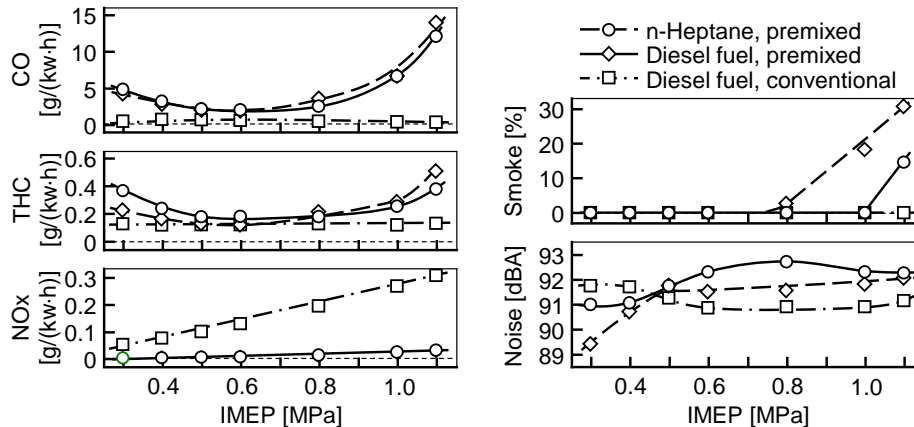 CO
[g/(kw·h)]
15
10
5
0
THC
[g/(kw·h)]
0.6
0.4
0.2
0
NOx
[g/(kw·h)]
0.3
0.2
0.1
0
0.4 0.6 0.8 1.0
IMEP [MPa]
n-Heptane, premixed
Diesel fuel, premixed
Diesel fuel, conventional
Smoke [%]
30
20
10
0
Noise [dBA]
93
92
91
90
89
0.4 0.6 0.8 1.0
IMEP [MPa]